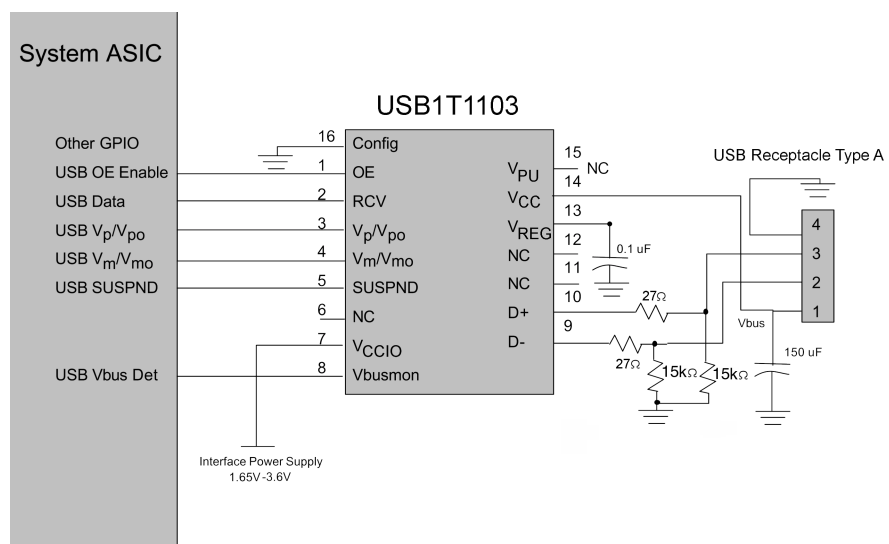 System ASIC
USB1T1103
Other GPIO
USB OE Enable
USB Data
USB Vp/Vpo
USB Vm/Vmo
USB SUSPND
USB Vbus Det
16
1
2
3
4
5
6
7
8
Config
OE
RCV
Vp/Vpo
Vm/Vmo
SUSPND
NC
VCCIO
Vbusmon
Interface Power Supply
1.65V-3.6V
VPU
VCC
VREG
NC
NC
D+
D-
15
14
13
12
11
10
9
NC
0.1 uF
27Ω
27Ω
15kΩ
15kΩ
Vbus
150 uF
USB Receptacle Type A
4
3
2
1